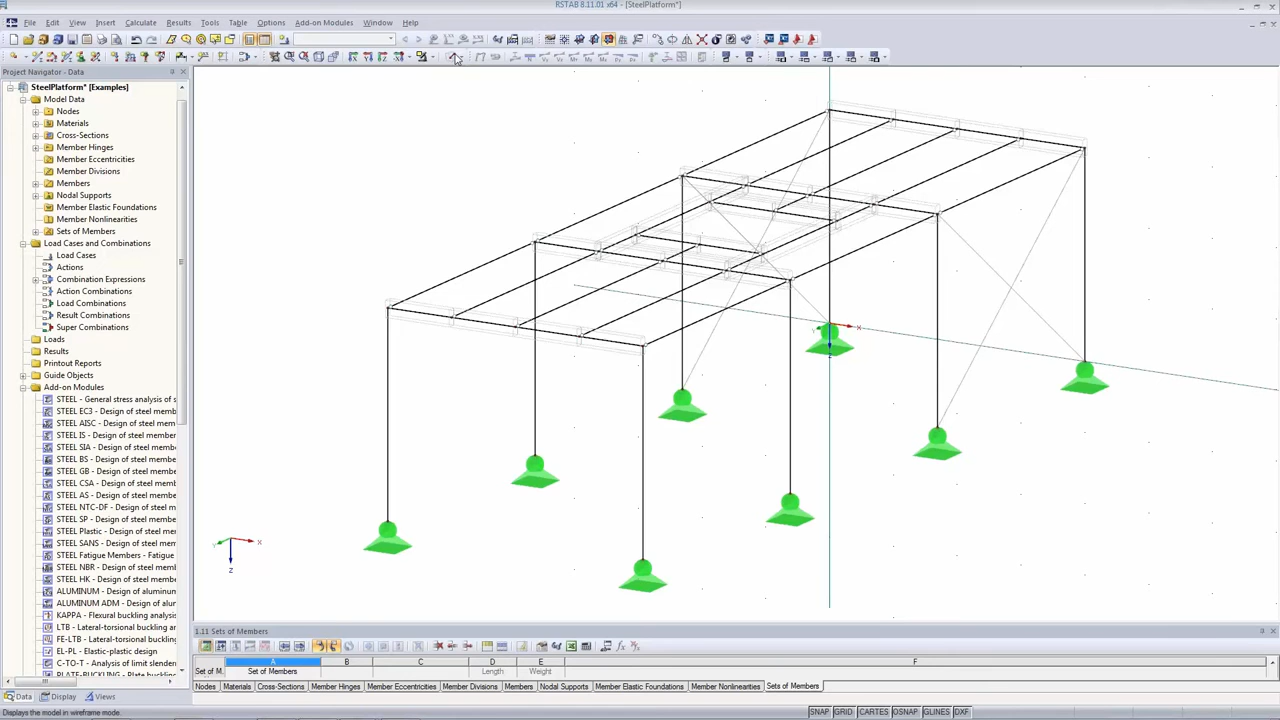 RSTAB 8.11.01 x64 - [SteelPlatform*]
File Edit View Insert Calculate Results Tools Table Options Add-on Modules Window Help
Project Navigator - Data
SteelPlatform* [Examples]
Model Data
Nodes
Materials
Cross-Sections
Member Hinges
Member Eccentricities
Member Divisions
Members
Nodal Supports
Member Elastic Foundations
Member Nonlinearities
Sets of Members
Load Cases and Combinations
Load Cases
Actions
Combination Expressions
Action Combinations
Load Combinations
Result Combinations
Super Combinations
Loads
Results
Printout Reports
Guide Objects
Add-on Modules
STEEL - General stress analysis of s
STEEL EC3 - Design of steel memb
STEEL AISC - Design of steel mem
STEEL IS - Design of steel member
STEEL SIA - Design of steel memb
STEEL BS - Design of steel membe
STEEL GB - Design of steel membe
STEEL CSA - Design of steel memb
STEEL AS - Design of steel membe
STEEL NTC-DF - Design of steel m
STEEL SP - Design of steel membe
STEEL Plastic - Design of steel me
STEEL SANS - Design of steel mem
STEEL Fatigue Members - Fatigue
STEEL NBR - Design of steel memb
STEEL HK - Design of steel membe
ALUMINUM - Design of aluminum
ALUMINUM ADM - Design of alur
KAPPA - Flexural buckling analysis
LTB - Lateral-torsional buckling ar
FE-LTB - Lateral-torsional bucklin
EL-PL - Elastic-plastic design
C-TO-T - Analysis of limit slenderr
PLATE-BUCKLING - Plate buckling
X
Y
Z
X
Y
1.11 Sets of Members
A B C D E F
Set of M. Set of Members Length Weight
Nodes Materials Cross-Sections Member Hinges Member Eccentricities Member Divisions Members Nodal Supports Member Elastic Foundations Member Nonlinearities Sets of Members
Data Display Views
Displays the model in wireframe mode.
SNAP GRID CARTES OSNAP GLINES DXF